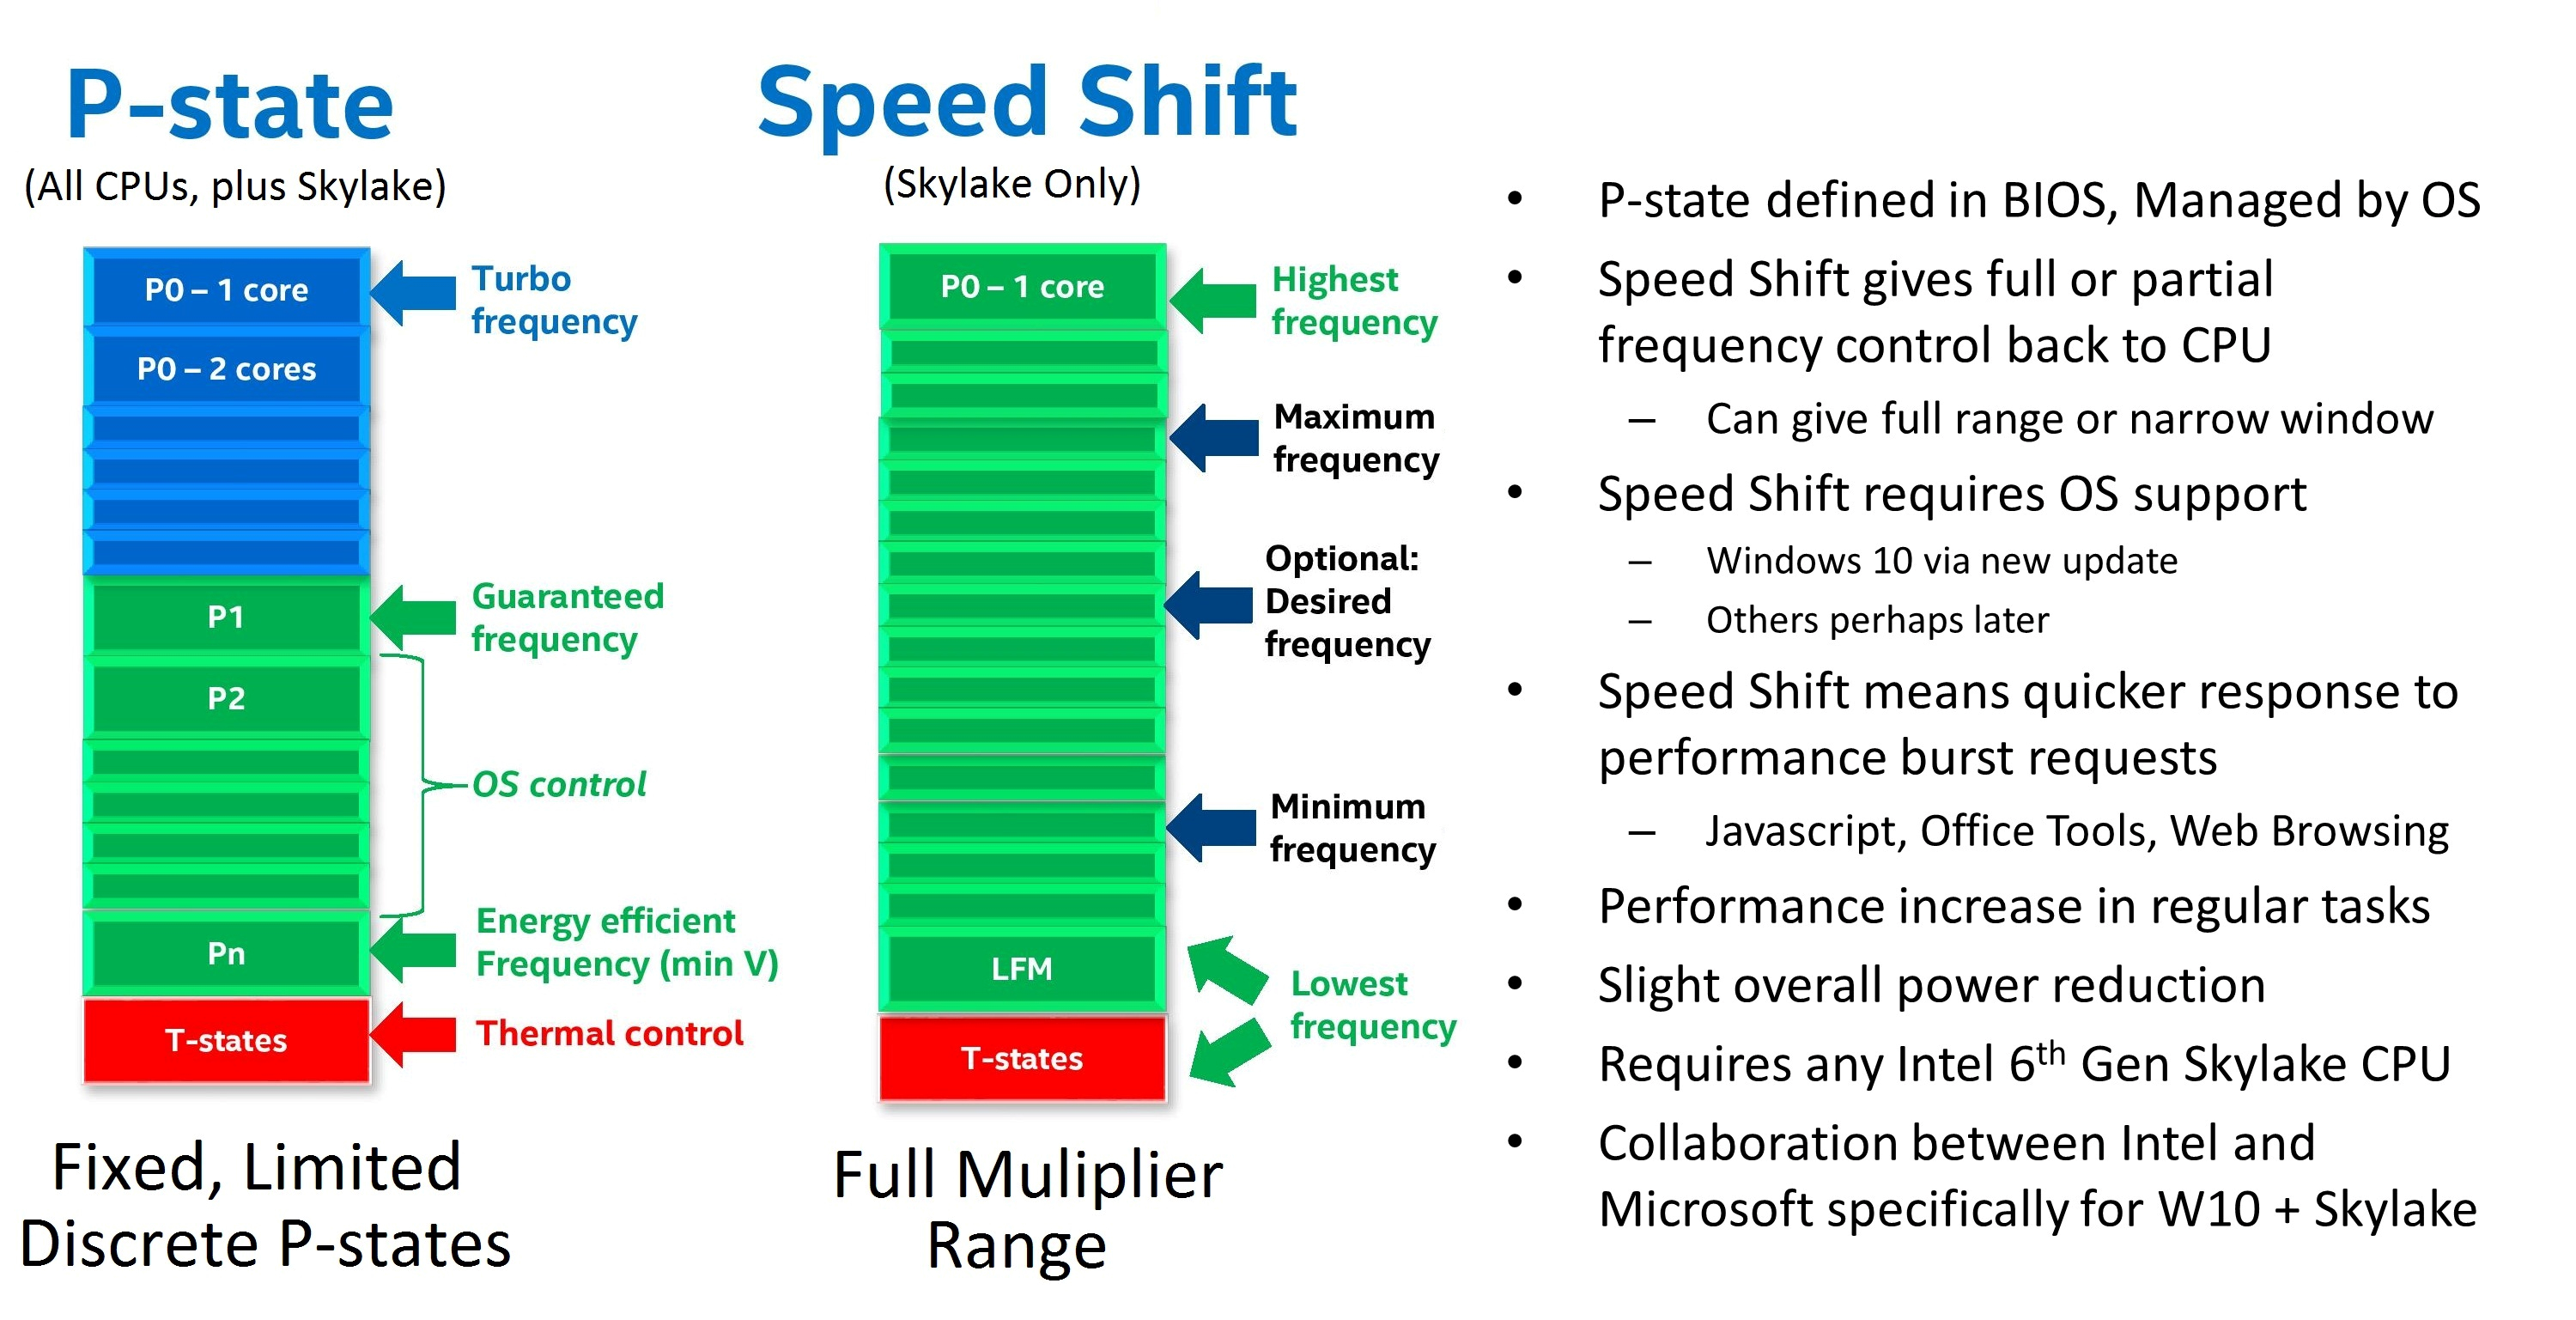 P-state
(All CPUs, plus Skylake)
P0 – 1 core
Turbo
frequency
P0 – 2 cores
P1
Guaranteed
frequency
P2
OS control
Pn
Energy efficient
Frequency (min V)
T-states
Thermal control
Fixed, Limited
Discrete P-states
Speed Shift
(Skylake Only)
P0 – 1 core
Highest
frequency
Maximum
frequency
Optional:
Desired
frequency
Minimum
frequency
LFM
Lowest
frequency
T-states
Full Muliplier
Range
• P-state defined in BIOS, Managed by OS
• Speed Shift gives full or partial
frequency control back to CPU
– Can give full range or narrow window
• Speed Shift requires OS support
– Windows 10 via new update
– Others perhaps later
• Speed Shift means quicker response to
performance burst requests
– Javascript, Office Tools, Web Browsing
• Performance increase in regular tasks
• Slight overall power reduction
• Requires any Intel 6th Gen Skylake CPU
• Collaboration between Intel and
Microsoft specifically for W10 + Skylake